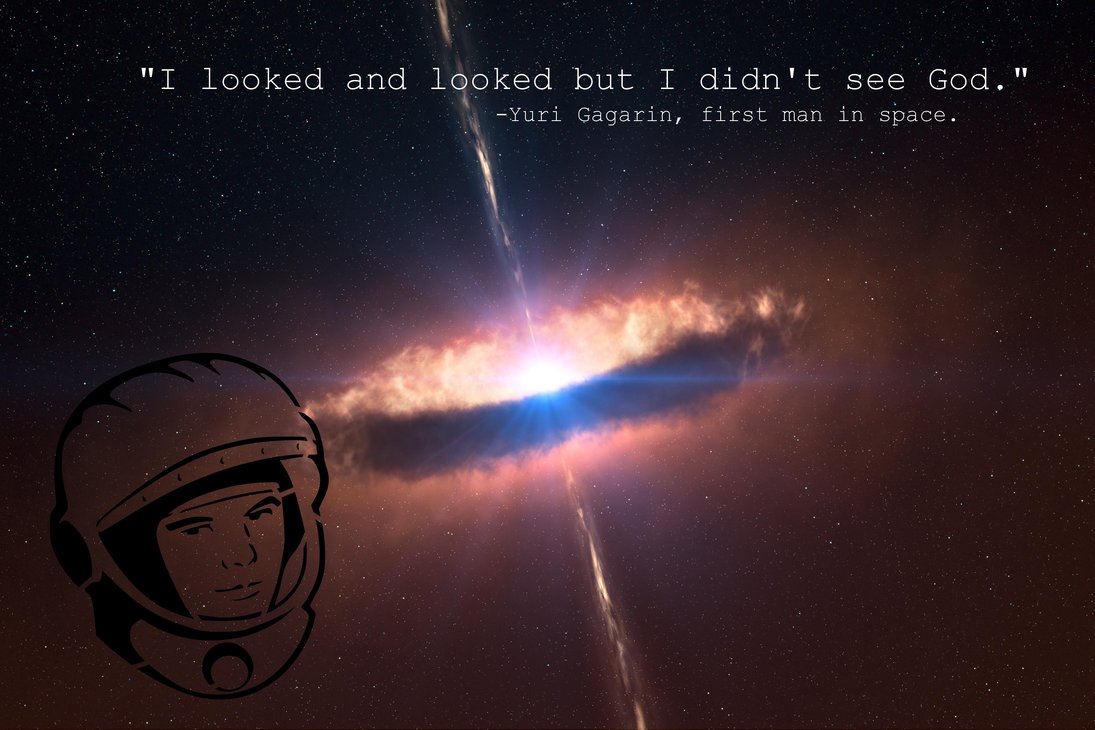 "I looked and looked but I didn't see God."
-Yuri Gagarin, first man in space.